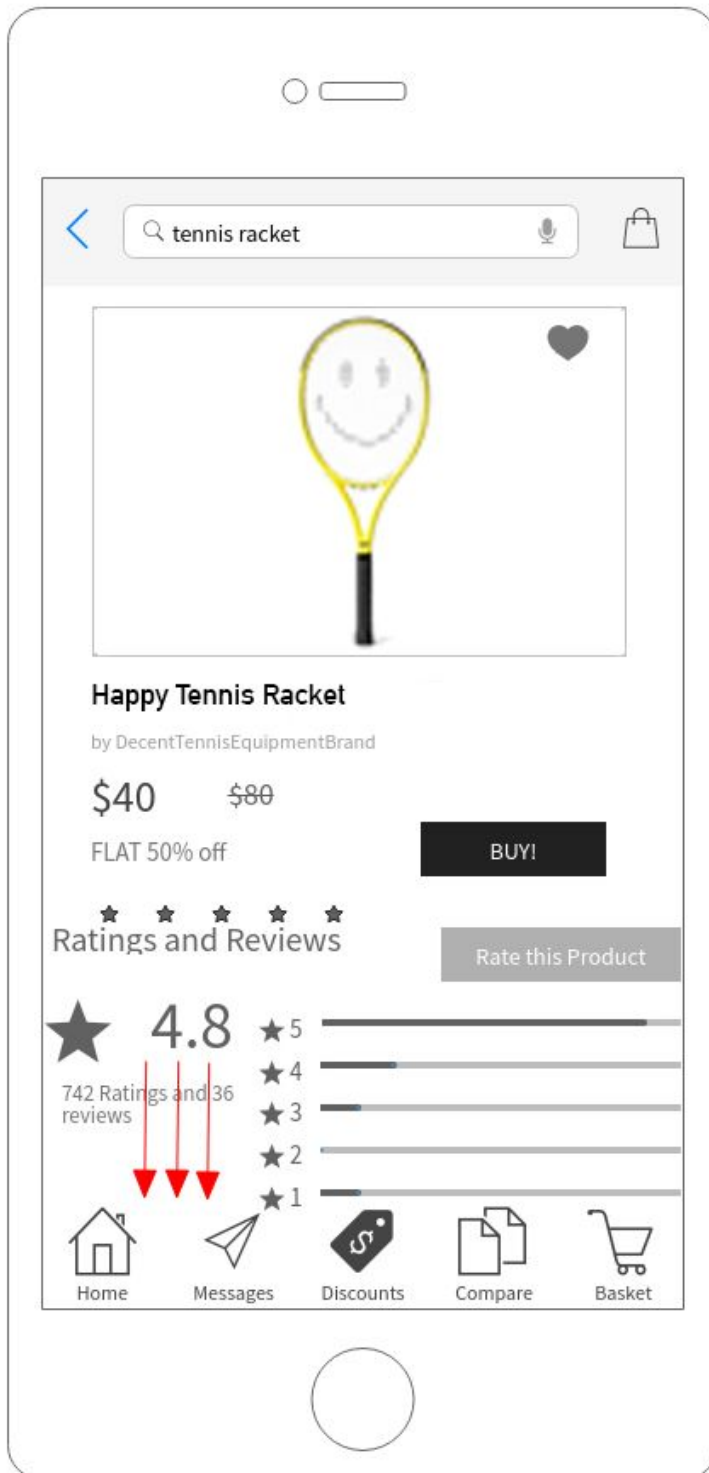 tennis racket
Happy Tennis Racket
by DecentTennisEquipmentBrand
$40 $80
FLAT 50% off
BUY!
Ratings and Reviews
Rate this Product
4.8
742 Ratings and 36
reviews
5
4
3
2
1
$
Home Messages Discounts Compare Basket